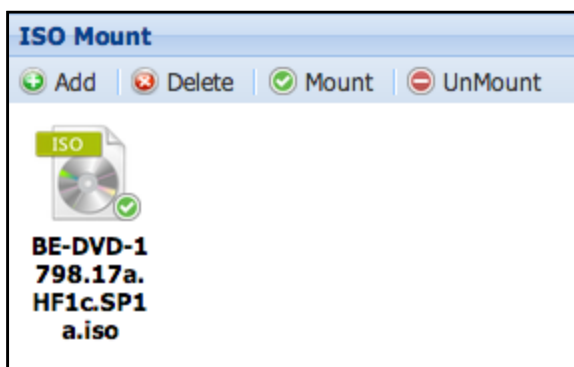 ISO Mount
Add Delete Mount UnMount
ISO
BE-DVD-1
798.17a.
HF1c.SP1
a.iso